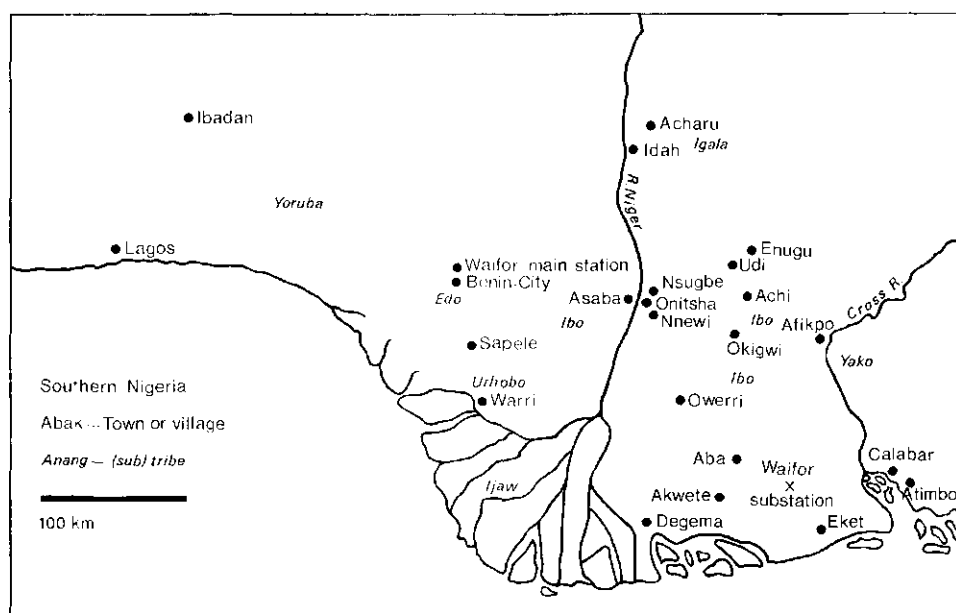 Ibadan
Acharu
Igala
Idah
R.Niger
Yoruba
Lagos
Enugu
Udi
Waifor main station
Benin-City
Edo
Asaba
Nsugbe
Onitsha
Nnewi
Achi
Ibo
Ibo
Cross R.
Afikpo
Sapele
Okigwi
Yako
Ibo
Urhobo
Warri
Owerri
Southern Nigeria
Abak — Town or village
Anang — (sub) tribe
100 km
Aba
Waifor
x
substation
Calabar
Atimbo
Ijaw
Akwete
Degema
Eket